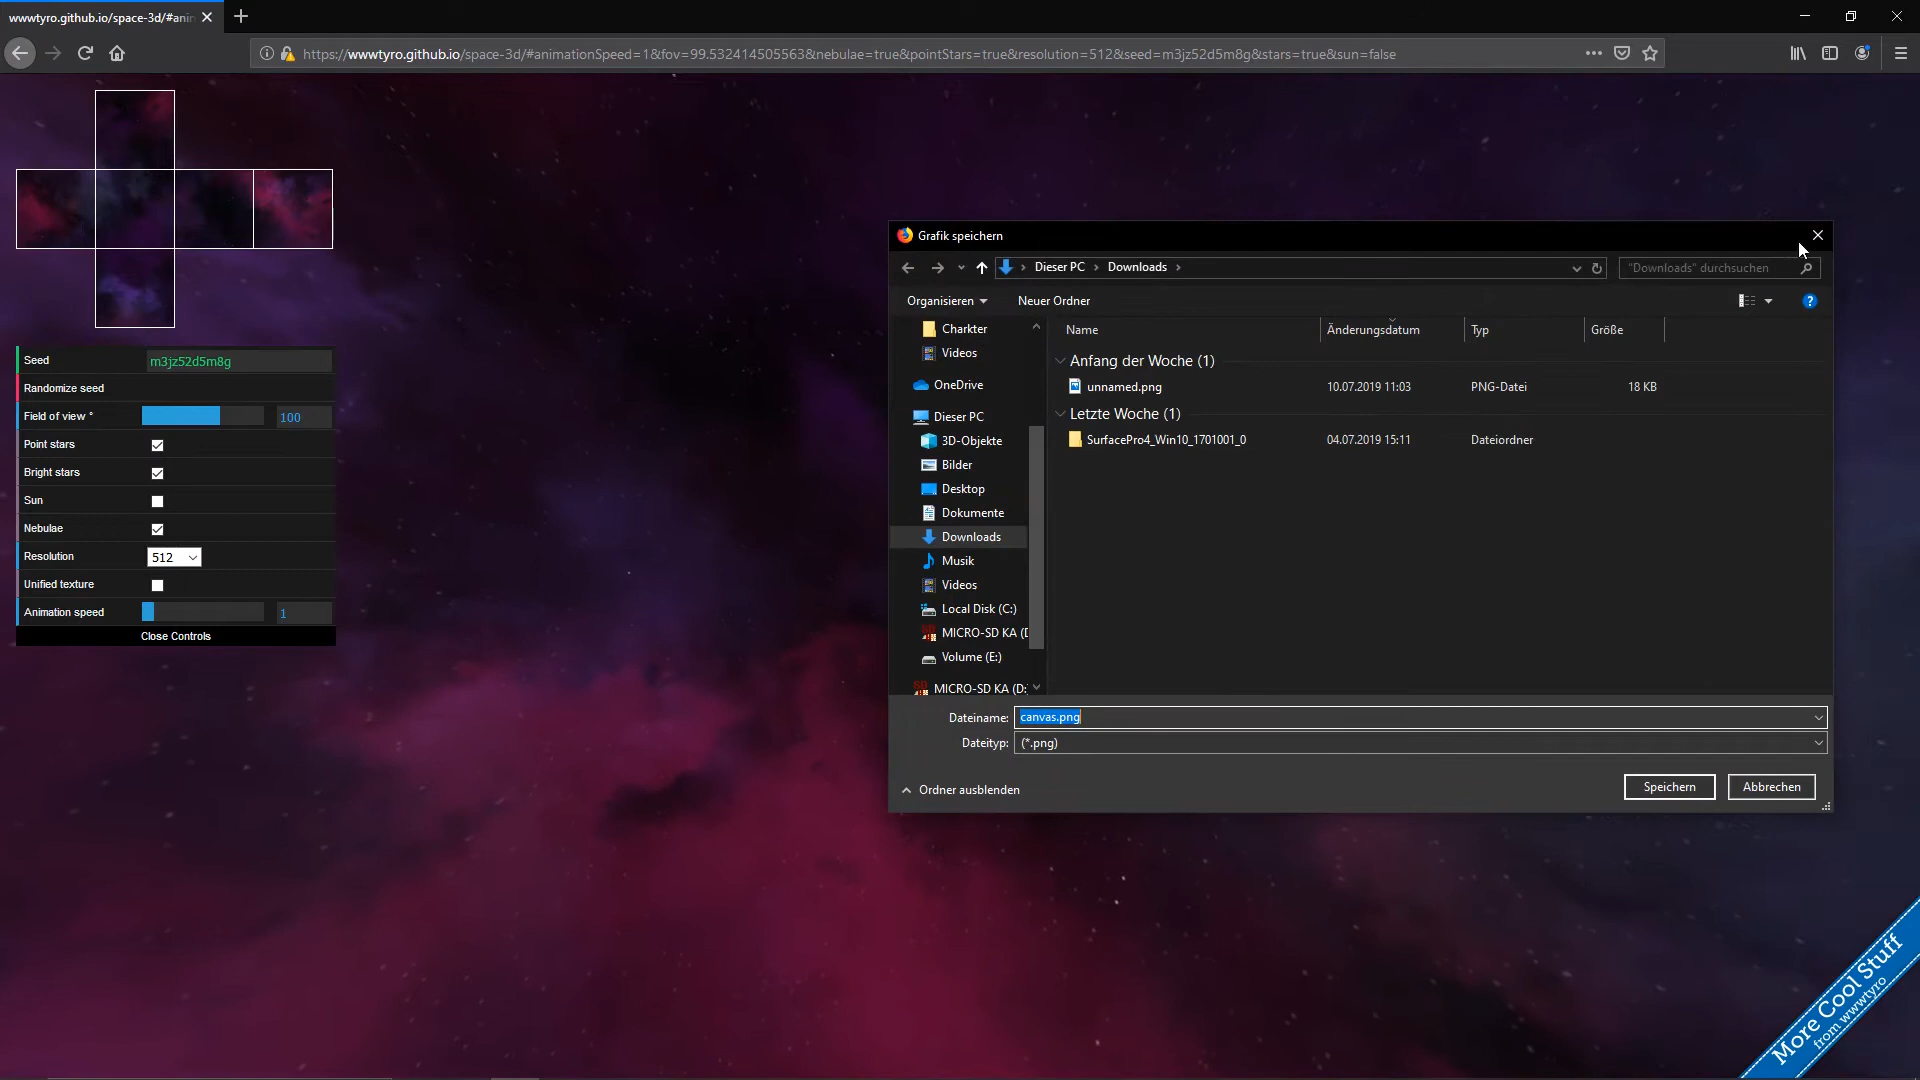 wwwtyro.github.io/space-3d/#anin
https://wwwtyro.github.io/space-3d/#animationSpeed=1&fov=99.532414505563&nebulae=true&pointStars=true&resolution=512&seed=m3jz52d5m8g&stars=true&sun=false
Seed m3jz52d5m8g
Randomize seed
Field of view ° 100
Point stars
Bright stars
Sun
Nebulae
Resolution 512
Unified texture
Animation speed 1
Close Controls
Grafik speichern
Dieser PC Downloads
"Downloads" durchsuchen
Organisieren Neuer Ordner
Charkter
Videos
OneDrive
Dieser PC
3D-Objekte
Bilder
Desktop
Dokumente
Downloads
Musik
Videos
Local Disk (C:)
MICRO-SD KA (D
Volume (E:)
MICRO-SD KA (D:
Name Änderungsdatum Typ Größe
Anfang der Woche (1)
unnamed.png 10.07.2019 11:03 PNG-Datei 18 KB
Letzte Woche (1)
SurfacePro4_Win10_1701001_0 04.07.2019 15:11 Dateiordner
Dateiname: canvas.png
Dateityp: (*.png)
Ordner ausblenden
Speichern Abbrechen
More Cool Stuff
from wwwtyro